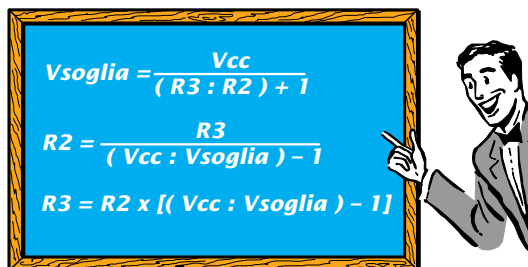 Vsoglia = Vcc / ( R3 : R2 ) + 1
R2 = R3 / ( Vcc : Vsoglia ) – 1
R3 = R2 x [( Vcc : Vsoglia ) – 1]